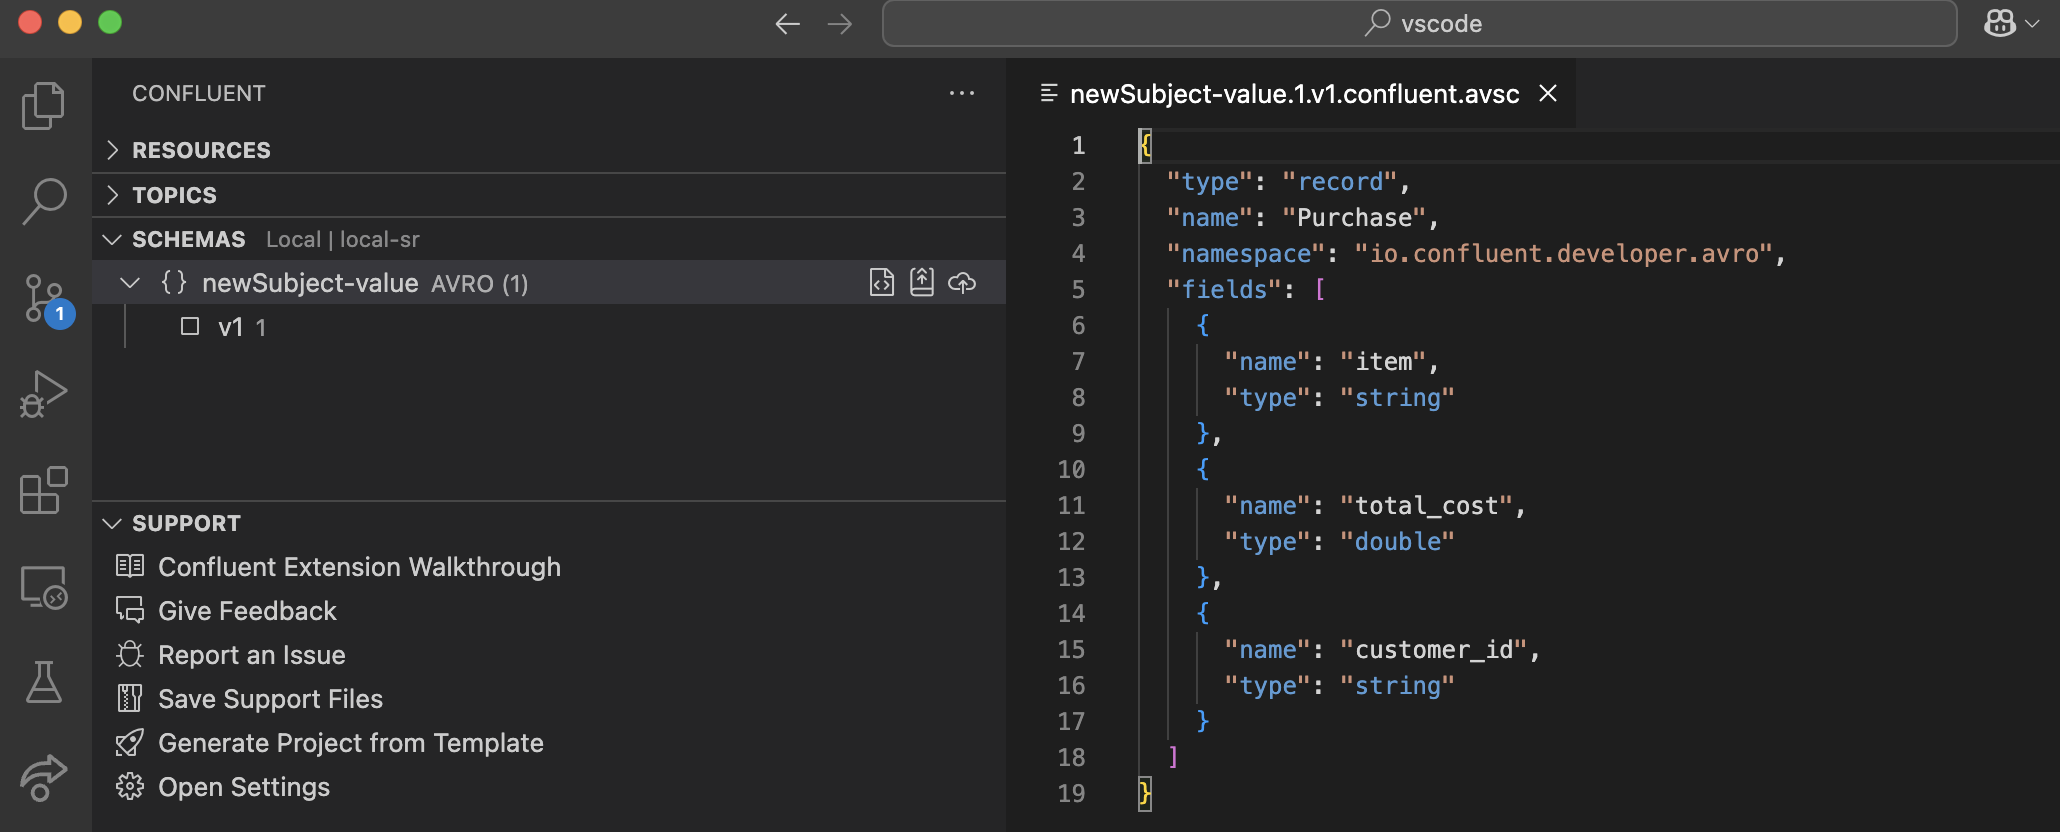 vscode
CONFLUENT
RESOURCES
TOPICS
SCHEMAS Local | local-sr
{} newSubject-value AVRO (1)
v1 1
1
SUPPORT
Confluent Extension Walkthrough
Give Feedback
Report an Issue
Save Support Files
Generate Project from Template
Open Settings
newSubject-value.1.v1.confluent.avsc
1 {
2 "type": "record",
3 "name": "Purchase",
4 "namespace": "io.confluent.developer.avro",
5 "fields": [
6 {
7 "name": "item",
8 "type": "string"
9 },
10 {
11 "name": "total_cost",
12 "type": "double"
13 },
14 {
15 "name": "customer_id",
16 "type": "string"
17 }
18 ]
19 }